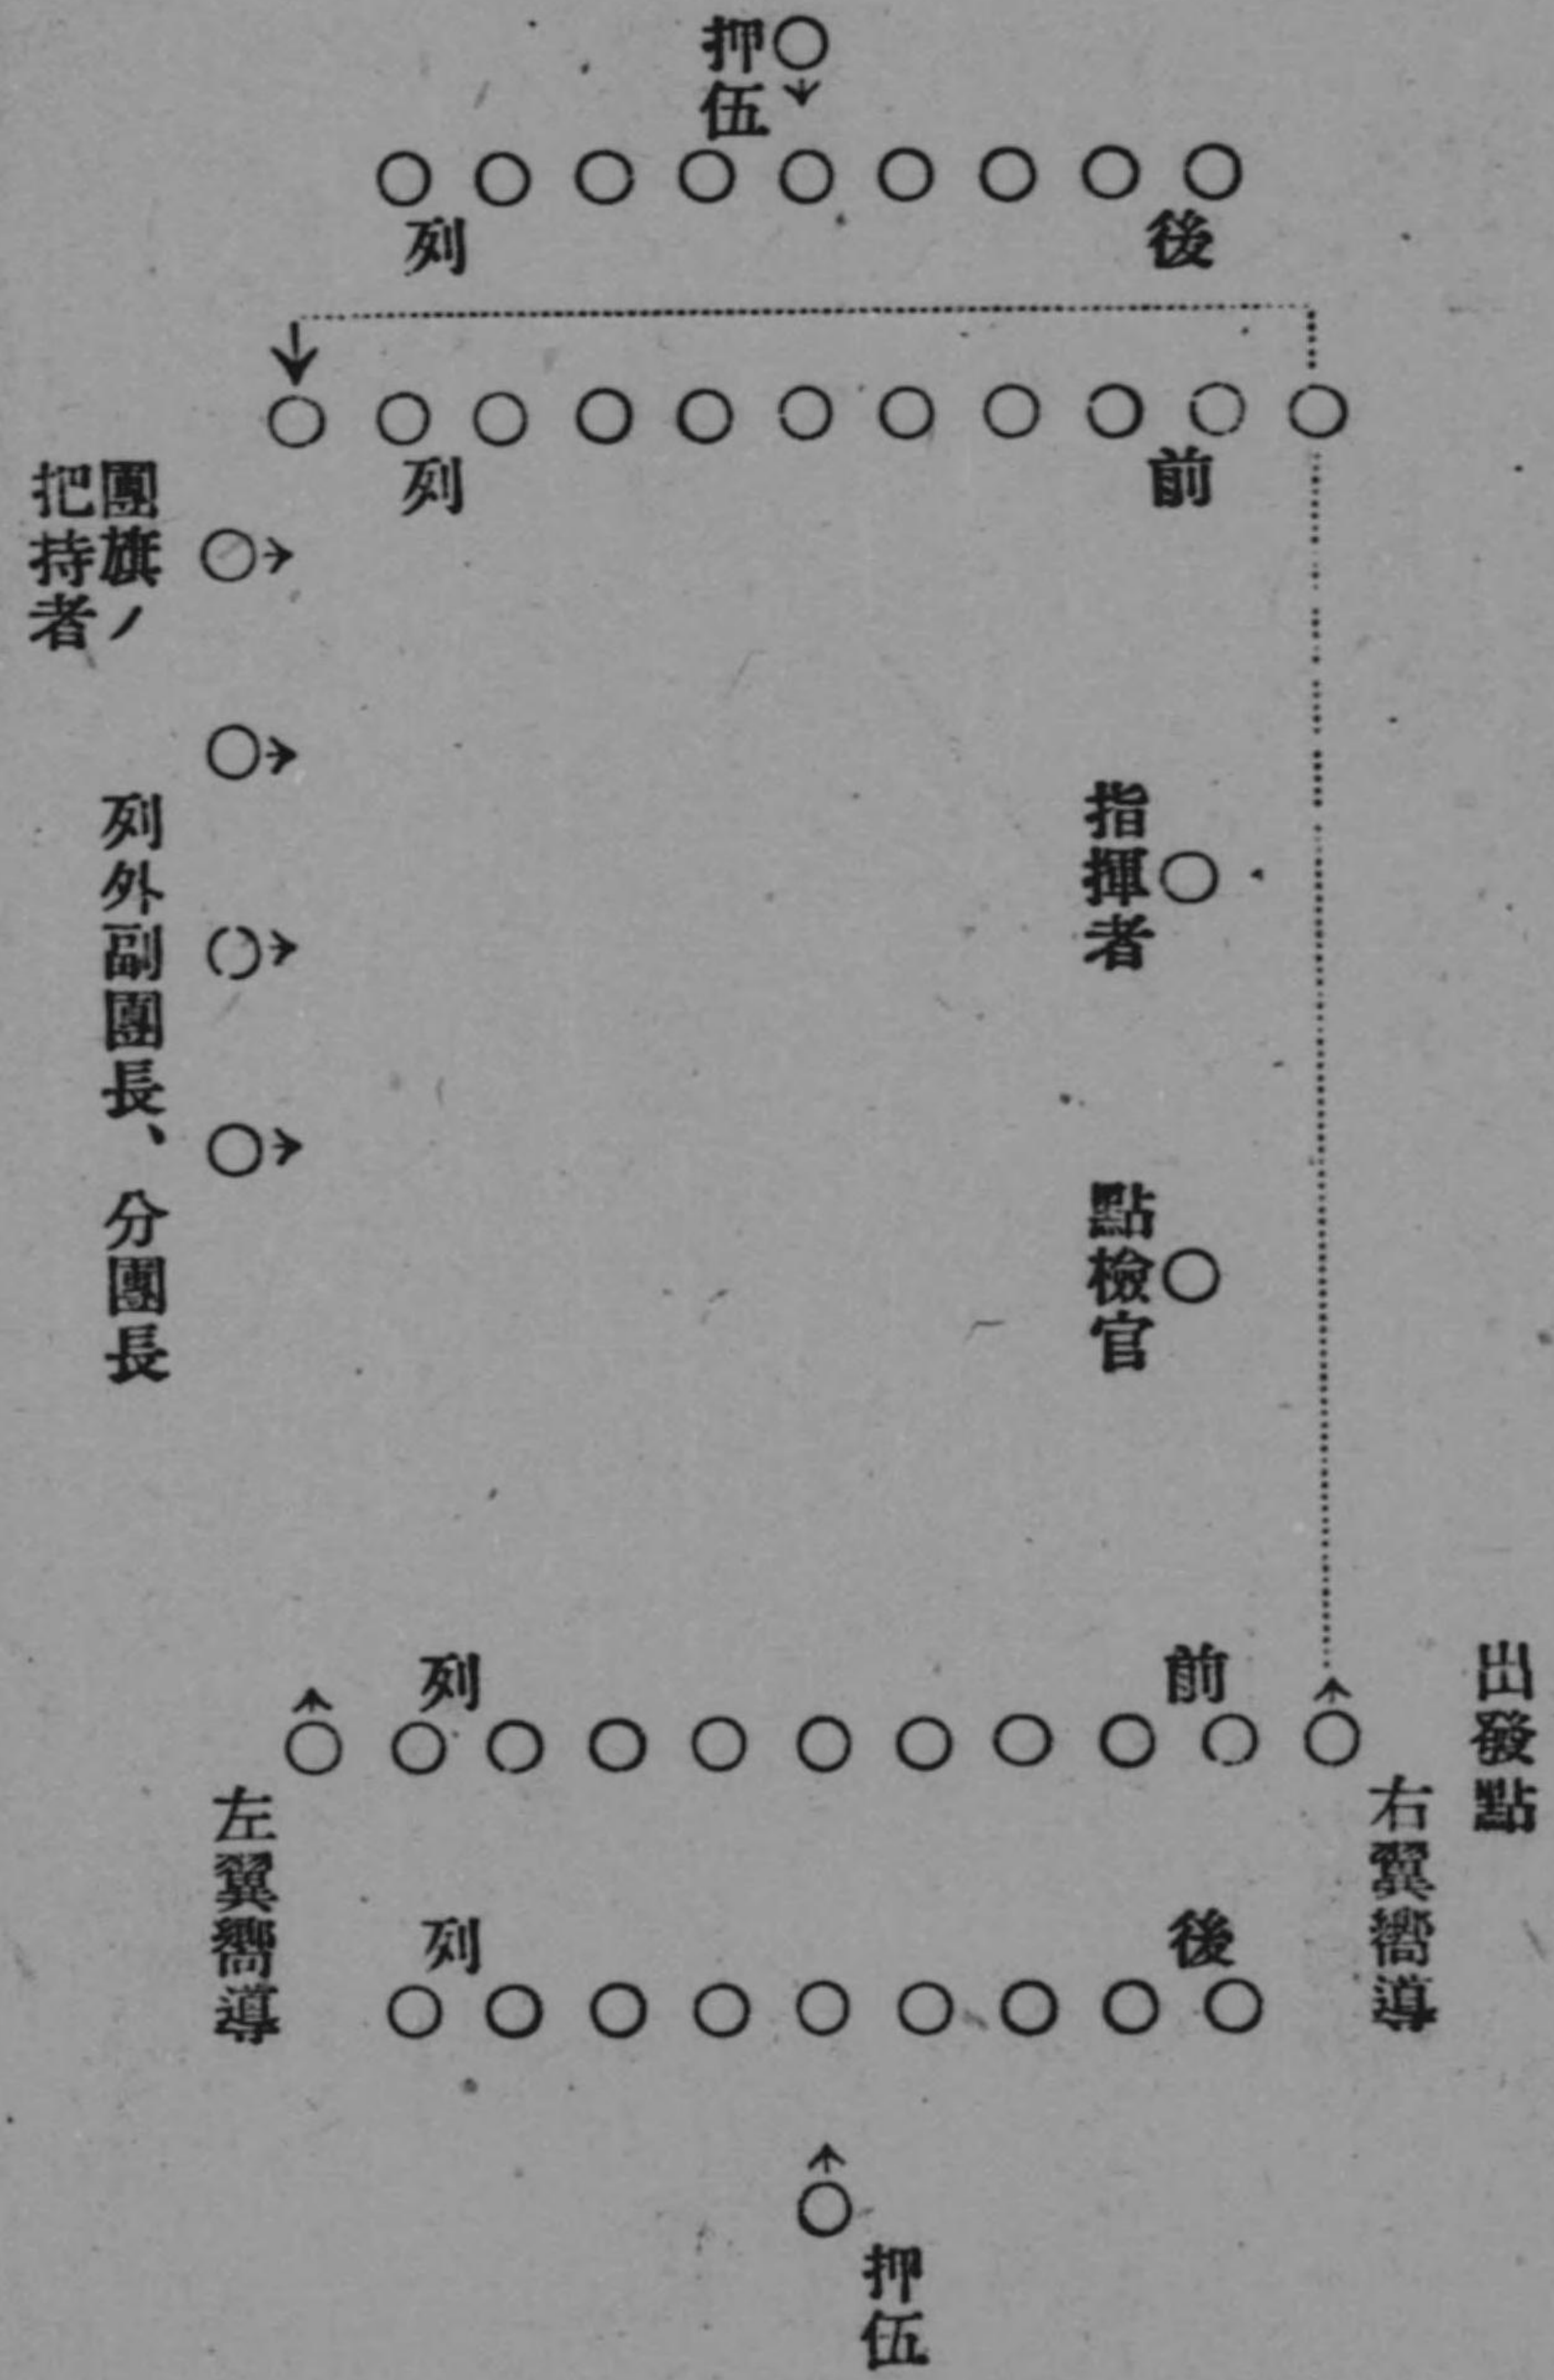 押伍
後列
前列
團旗ノ
把持者
指揮者
列外副團長、分團長
點檢官
出發點
前列
右翼嚮導
左翼嚮導
後列
押伍